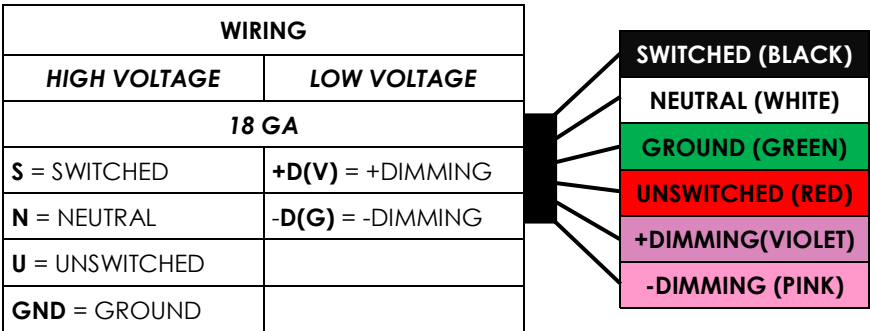 WIRING
HIGH VOLTAGE LOW VOLTAGE
18 GA
S = SWITCHED +D(V) = +DIMMING
N = NEUTRAL -D(G) = -DIMMING
U = UNSWITCHED
GND = GROUND
SWITCHED (BLACK)
NEUTRAL (WHITE)
GROUND (GREEN)
UNSWITCHED (RED)
+DIMMING(VIOLET)
-DIMMING (PINK)